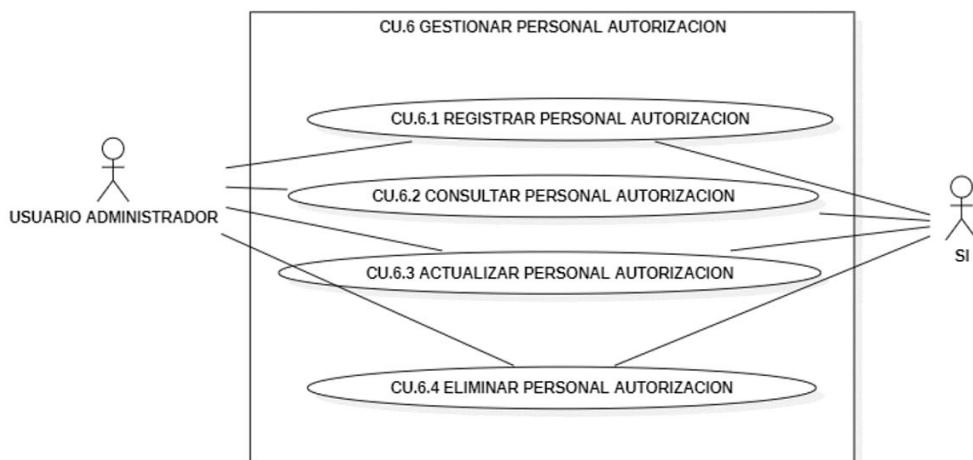 CU.6 GESTIONAR PERSONAL AUTORIZACION
CU.6.1 REGISTRAR PERSONAL AUTORIZACION
CU.6.2 CONSULTAR PERSONAL AUTORIZACION
USUARIO ADMINISTRADOR
SI
CU.6.3 ACTUALIZAR PERSONAL AUTORIZACION
CU.6.4 ELIMINAR PERSONAL AUTORIZACION